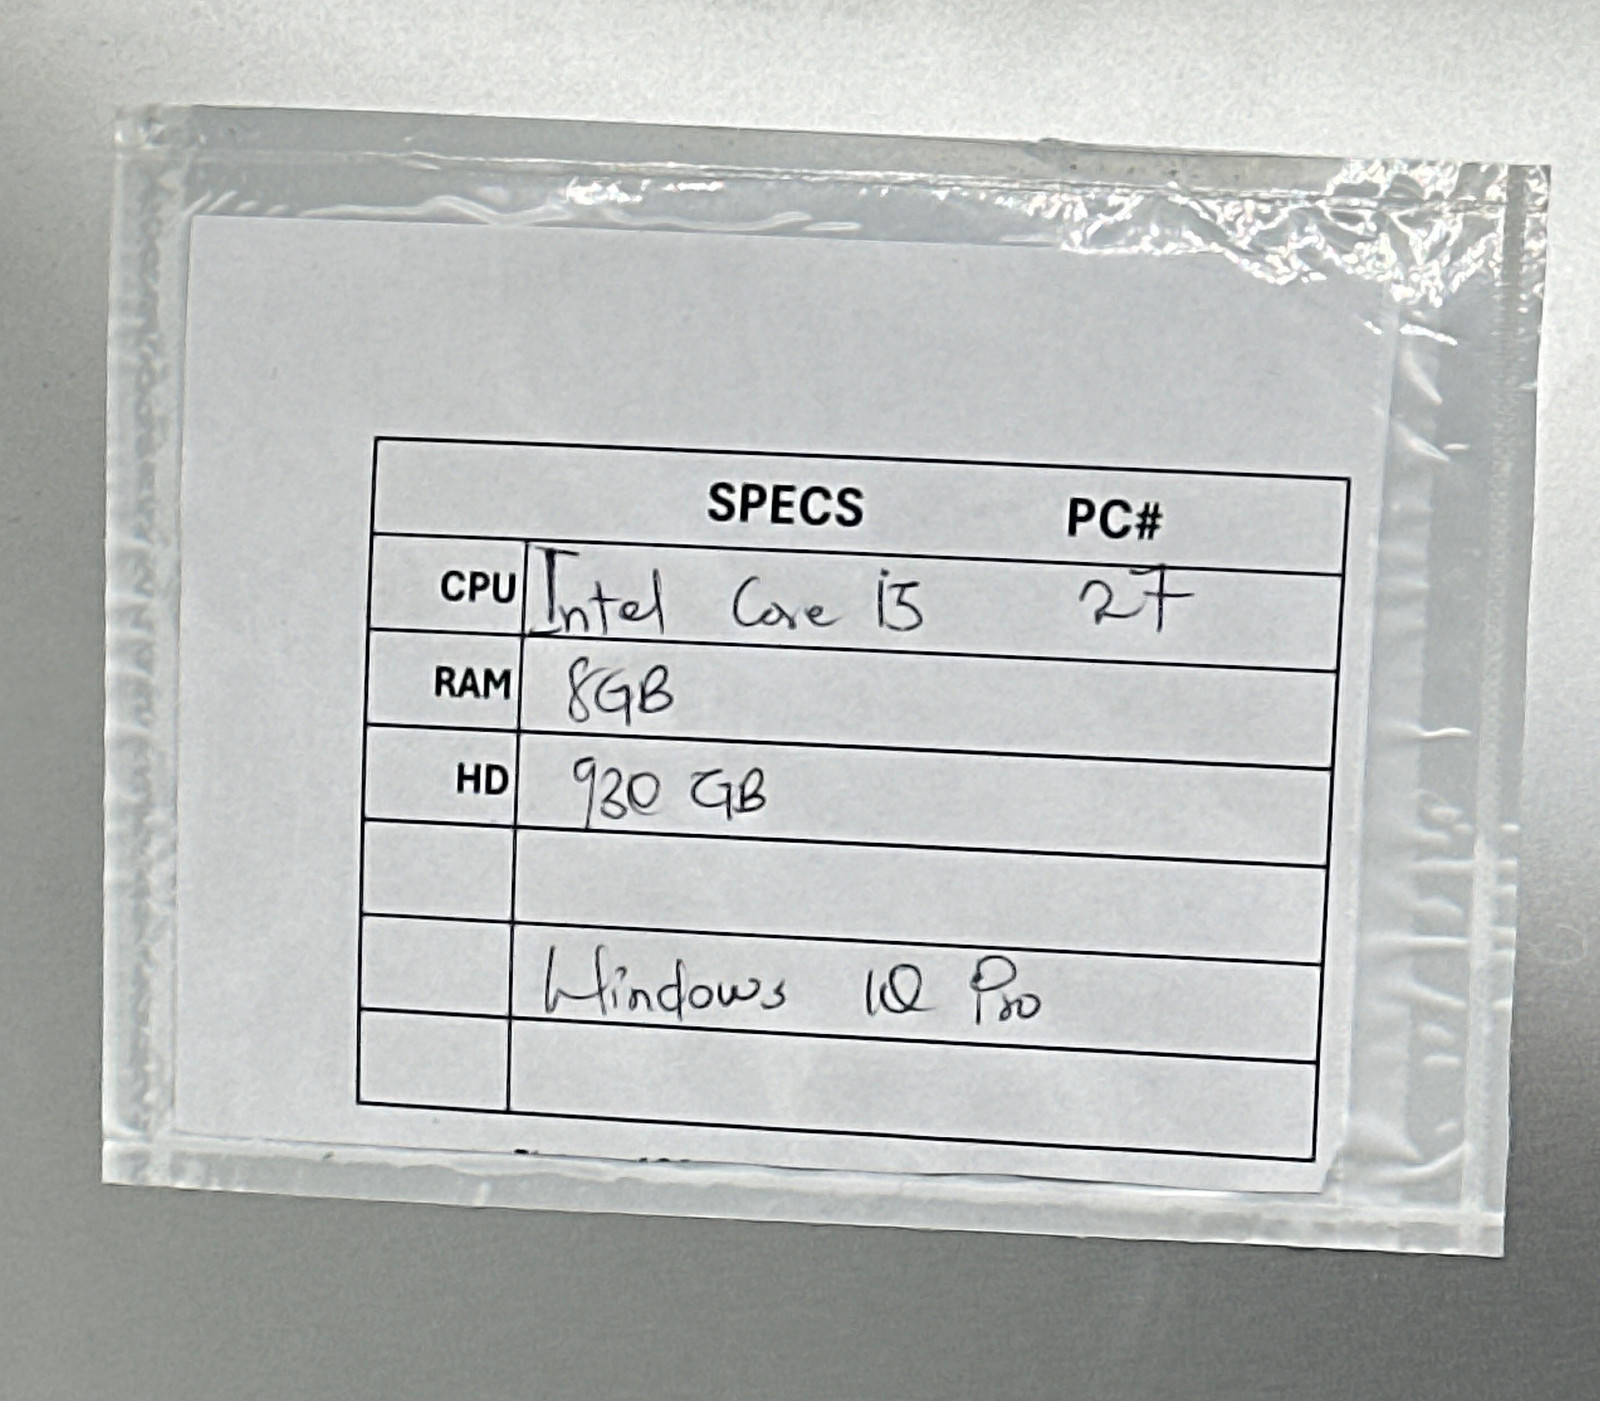 SPECS PC#
CPU Intel Core i5 27
RAM 8GB
HD 930 GB
Windows 10 Pro